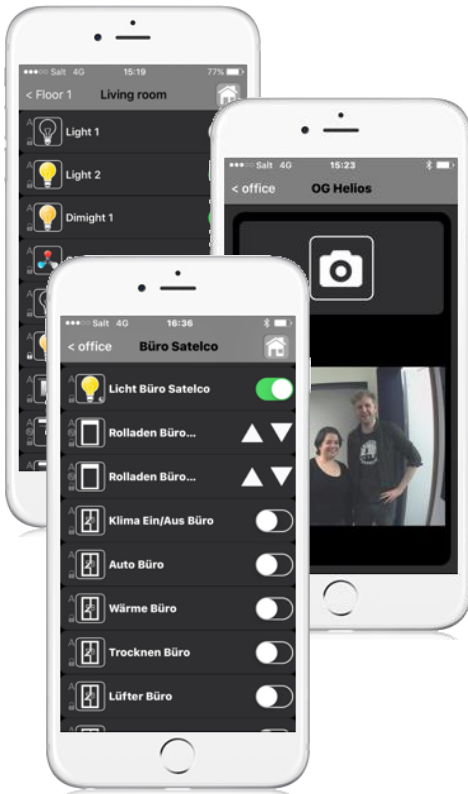 Salt 4G 15:19 77%
< Floor 1 Living room
Light 1
Light 2
Dimight 1
Salt 4G 15:23
< office OG Helios
Salt 4G 16:36
< office Büro Satelco
Licht Büro Satelco
Rolladen Büro...
Rolladen Büro...
Klima Ein/Aus Büro
Auto Büro
Wärme Büro
Trocknen Büro
Lüfter Büro